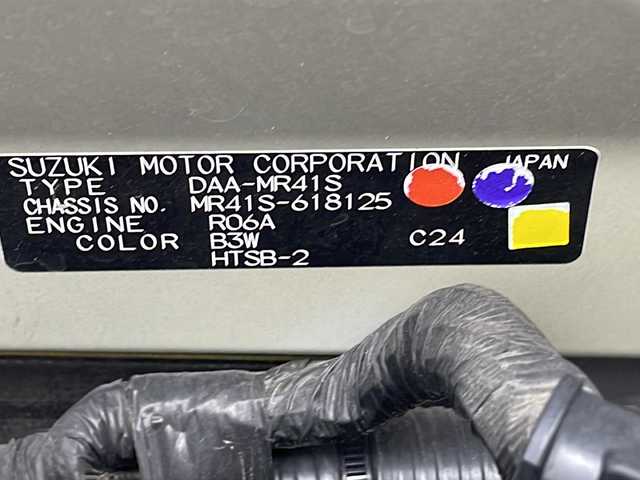 SUZUKI MOTOR CORPORATION JAPAN
TYPE DAA-MR41S
CHASSIS NO. MR41S-618125
ENGINE R06A
COLOR B3W C24
HTSB-2